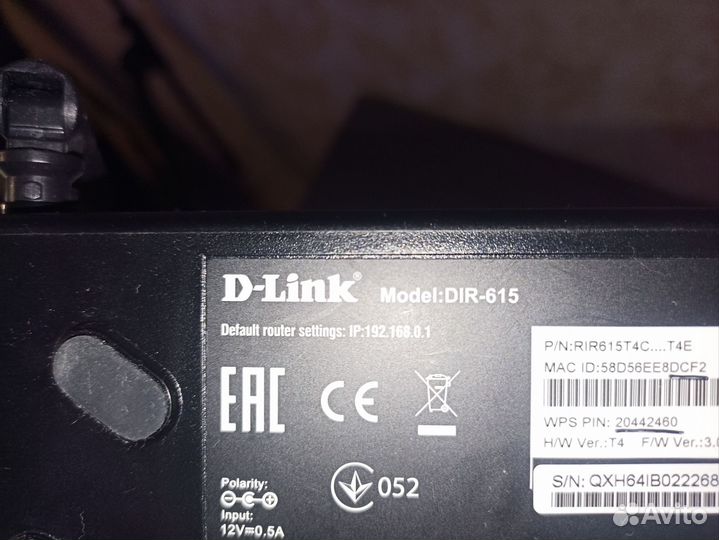 D-Link® Model:DIR-615
Default router settings: IP:192.168.0.1
P/N:RIR615T4C....T4E
MAC ID:58D56EE8DCF2
WPS PIN: 20442460
H/W Ver.:T4 F/W Ver.:3.0
S/N: QXH64IB022268
EAC CE
052
Polarity:
Input:
12V=0.5A
Avito